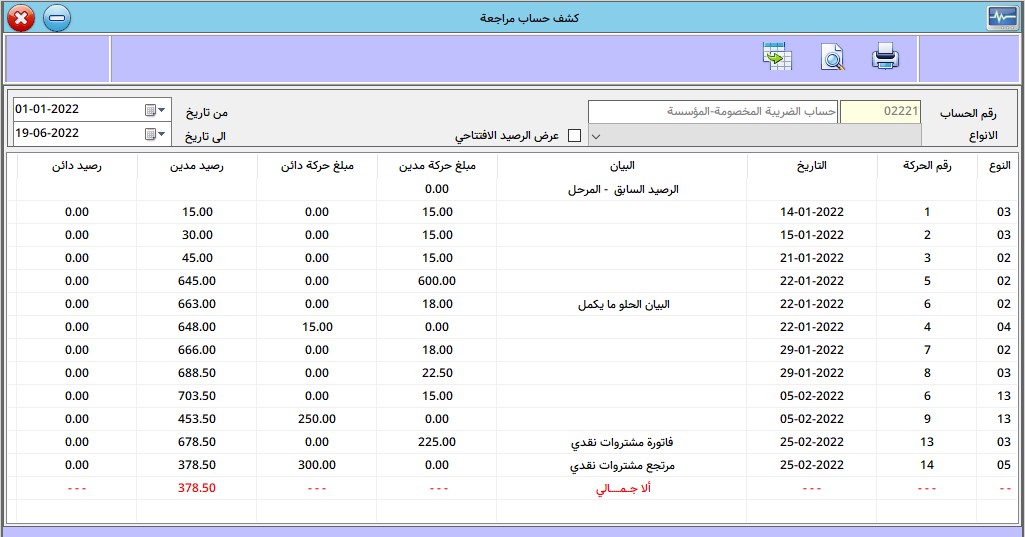 كشف حساب مراجعة
رقم الحساب 02221 حساب الضريبة المخصومة-المؤسسة من تاريخ 01-01-2022
الانواع عرض الرصيد الافتتاحي الى تاريخ 19-06-2022
النوع رقم الحركة التاريخ البيان مبلغ حركة مدين مبلغ حركة دائن رصيد مدين رصيد دائن
الرصيد السابق - المرحل 0.00
03 1 14-01-2022 15.00 0.00 15.00 0.00
03 2 15-01-2022 15.00 0.00 30.00 0.00
02 3 21-01-2022 15.00 0.00 45.00 0.00
02 5 22-01-2022 600.00 0.00 645.00 0.00
02 6 22-01-2022 البيان الحلو ما يكمل 18.00 0.00 663.00 0.00
04 4 22-01-2022 0.00 15.00 648.00 0.00
02 7 29-01-2022 18.00 0.00 666.00 0.00
03 8 29-01-2022 22.50 0.00 688.50 0.00
13 6 05-02-2022 15.00 0.00 703.50 0.00
13 9 05-02-2022 0.00 250.00 453.50 0.00
03 13 25-02-2022 فاتورة مشتروات نقدي 225.00 0.00 678.50 0.00
05 14 25-02-2022 مرتجع مشتروات نقدي 0.00 300.00 378.50 0.00
-- --- --- ألا جـمـــالي --- --- 378.50 ---